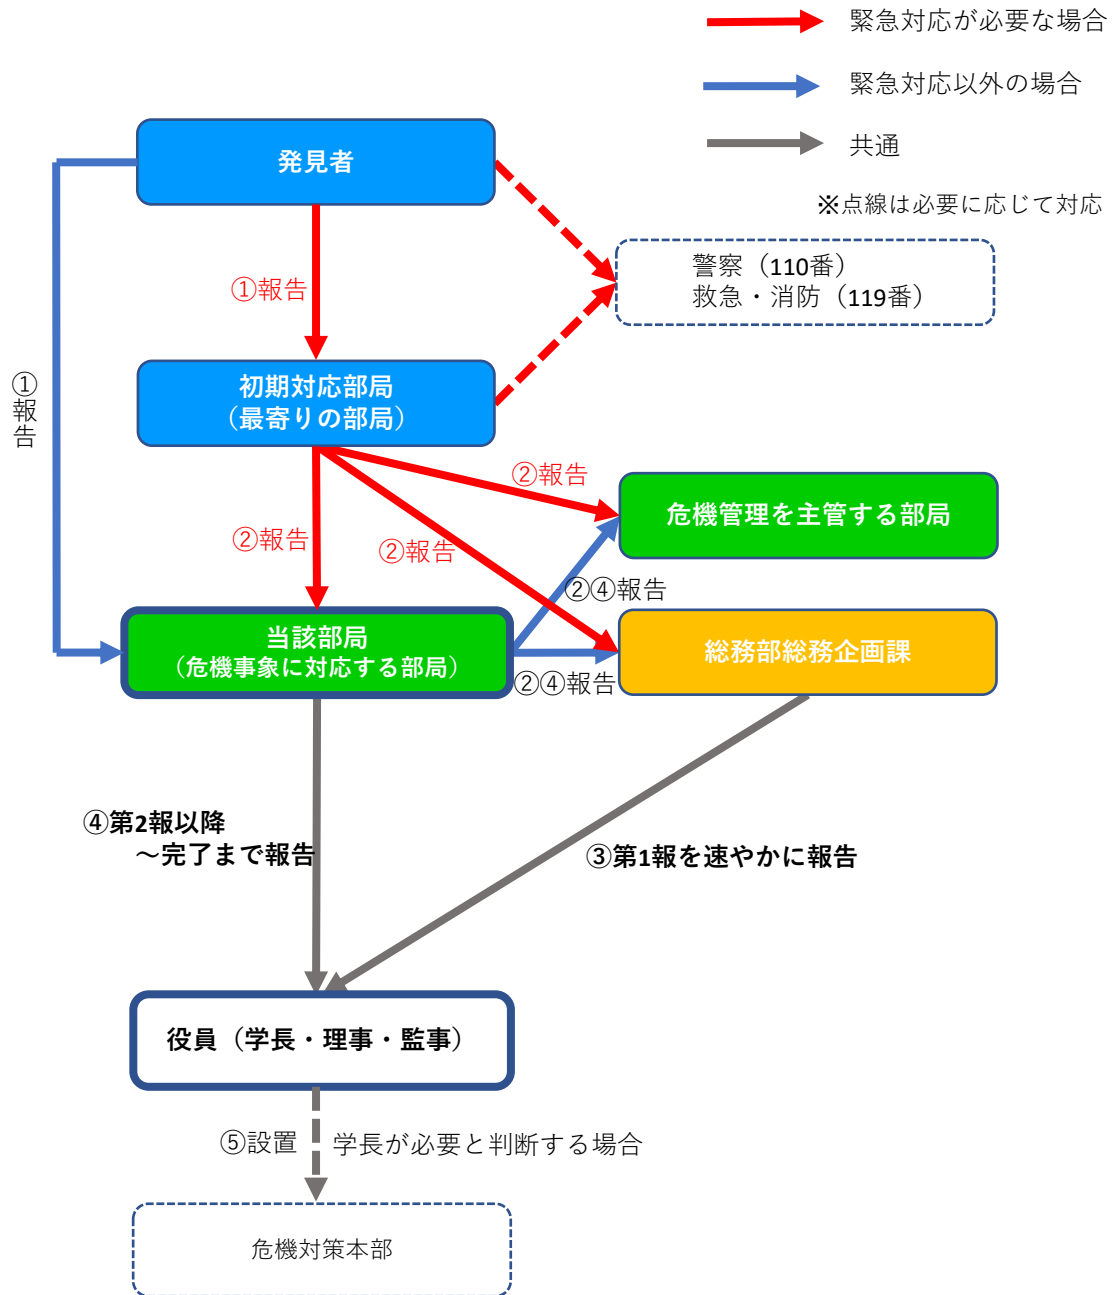 緊急対応が必要な場合
緊急対応以外の場合
共通
※点線は必要に応じて対応
発見者
警察（110番）
救急・消防（119番）
①報告
①報告
初期対応部局
（最寄りの部局）
②報告
②報告
②報告
危機管理を主管する部局
②④報告
当該部局
（危機事象に対応する部局）
総務部総務企画課
②④報告
④第2報以降
～完了まで報告
③第1報を速やかに報告
役員（学長・理事・監事）
⑤設置
学長が必要と判断する場合
危機対策本部